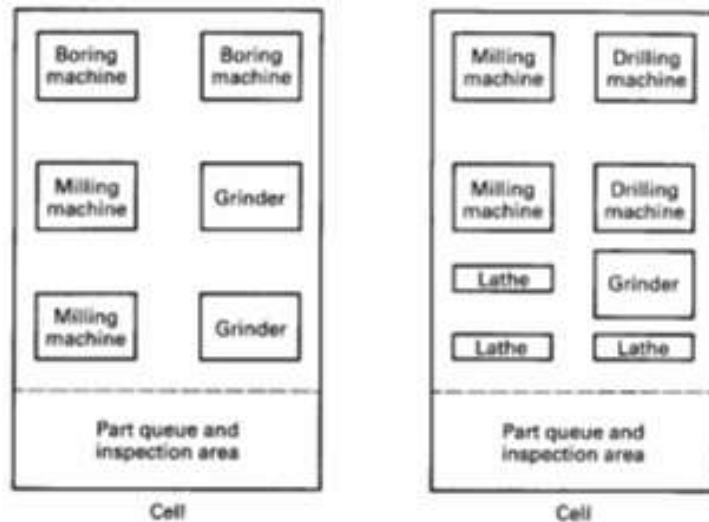 Boring
machine
Boring
machine
Milling
machine
Grinder
Milling
machine
Grinder
Part queue and
inspection area
Cell
Milling
machine
Drilling
machine
Milling
machine
Drilling
machine
Lathe
Grinder
Lathe
Lathe
Part queue and
inspection area
Cell